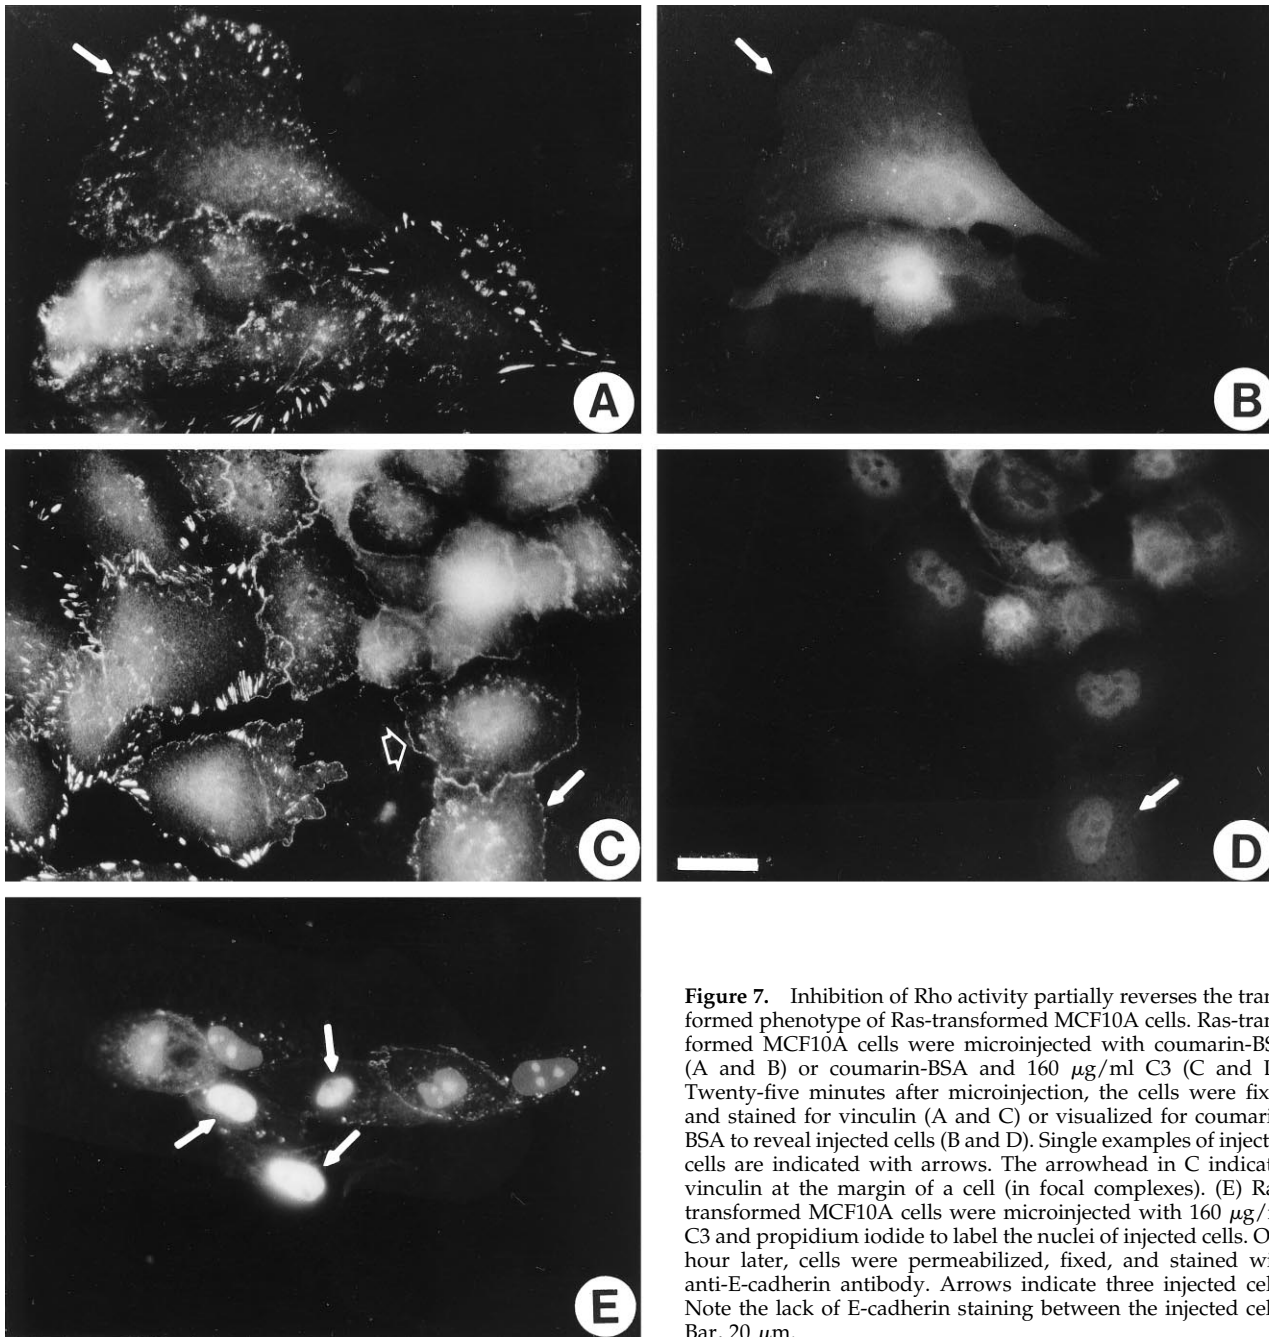 A
B
C
D
E
Figure 7. Inhibition of Rho activity partially reverses the tran
formed phenotype of Ras-transformed MCF10A cells. Ras-tran
formed MCF10A cells were microinjected with coumarin-BS
(A and B) or coumarin-BSA and 160 μg/ml C3 (C and
Twenty-five minutes after microinjection, the cells were fix
and stained for vinculin (A and C) or visualized for coumari
BSA to reveal injected cells (B and D). Single examples of inject
cells are indicated with arrows. The arrowhead in C indicat
vinculin at the margin of a cell (in focal complexes). (E) Ra
transformed MCF10A cells were microinjected with 160 μg/
C3 and propidium iodide to label the nuclei of injected cells. O
hour later, cells were permeabilized, fixed, and stained wi
anti-E-cadherin antibody. Arrows indicate three injected cel
Note the lack of E-cadherin staining between the injected cel
Bar, 20 μm.